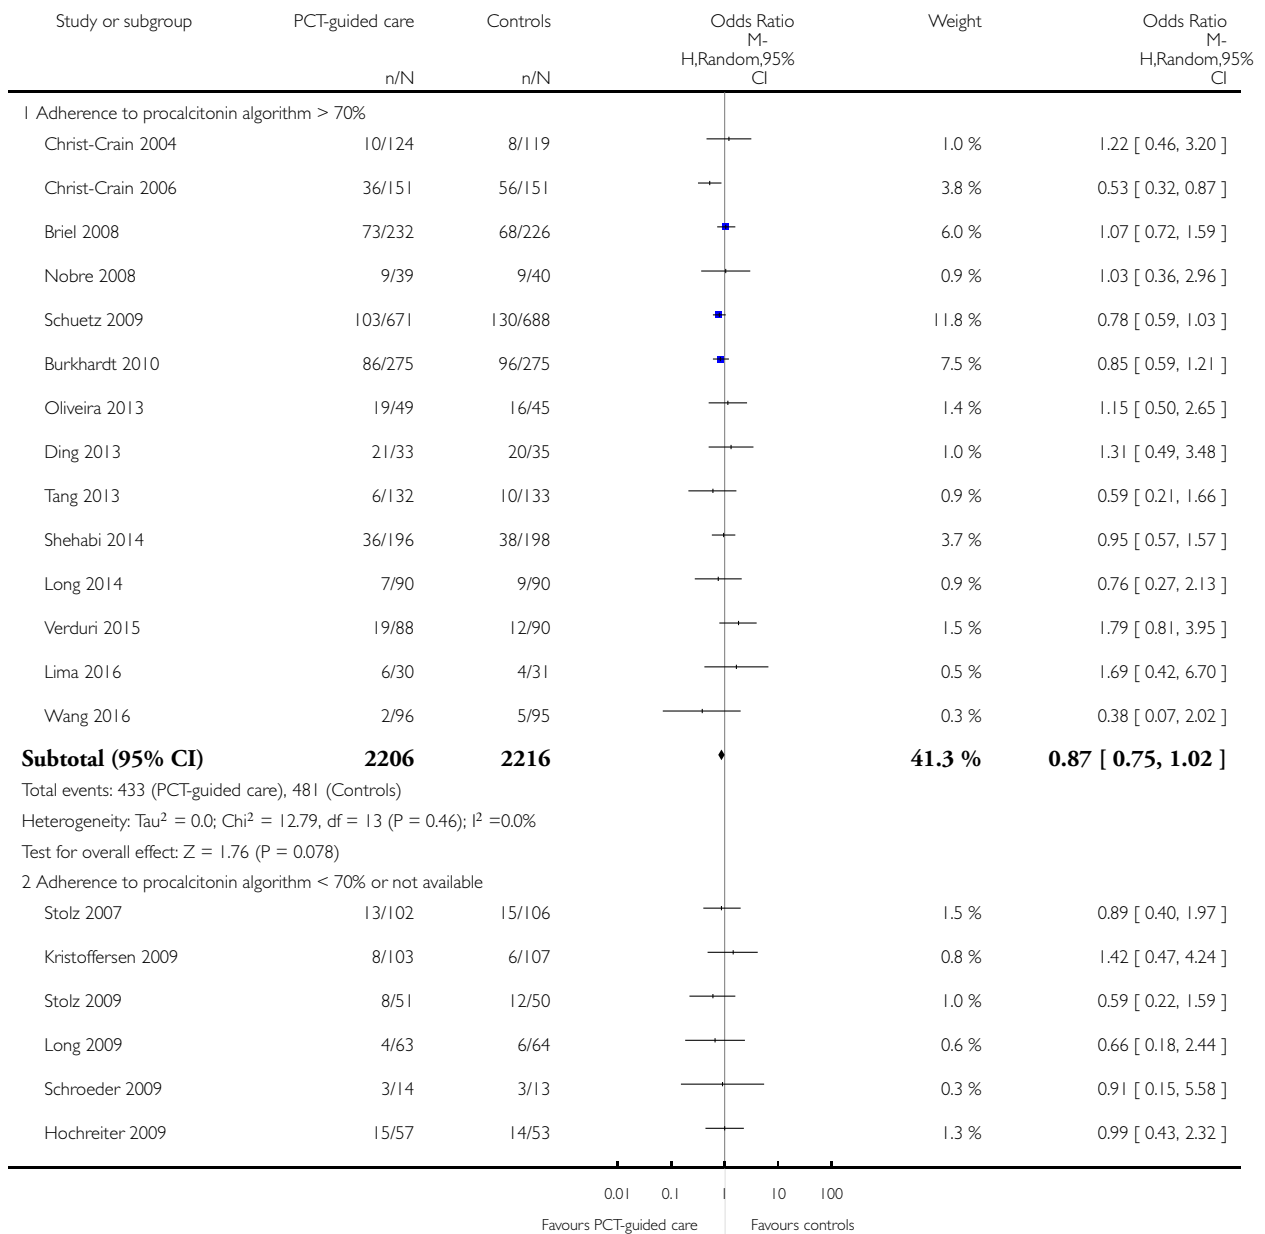 Study or subgroup PCT-guided care Controls Odds Ratio Weight Odds Ratio
M- M-
H,Random,95% H,Random,95%
n/N n/N CI CI
1 Adherence to procalcitonin algorithm > 70%
Christ-Crain 2004 10/124 8/119 1.0 % 1.22 [ 0.46, 3.20 ]
Christ-Crain 2006 36/151 56/151 3.8 % 0.53 [ 0.32, 0.87 ]
Briel 2008 73/232 68/226 6.0 % 1.07 [ 0.72, 1.59 ]
Nobre 2008 9/39 9/40 0.9 % 1.03 [ 0.36, 2.96 ]
Schuetz 2009 103/671 130/688 11.8 % 0.78 [ 0.59, 1.03 ]
Burkhardt 2010 86/275 96/275 7.5 % 0.85 [ 0.59, 1.21 ]
Oliveira 2013 19/49 16/45 1.4 % 1.15 [ 0.50, 2.65 ]
Ding 2013 21/33 20/35 1.0 % 1.31 [ 0.49, 3.48 ]
Tang 2013 6/132 10/133 0.9 % 0.59 [ 0.21, 1.66 ]
Shehabi 2014 36/196 38/198 3.7 % 0.95 [ 0.57, 1.57 ]
Long 2014 7/90 9/90 0.9 % 0.76 [ 0.27, 2.13 ]
Verduri 2015 19/88 12/90 1.5 % 1.79 [ 0.81, 3.95 ]
Lima 2016 6/30 4/31 0.5 % 1.69 [ 0.42, 6.70 ]
Wang 2016 2/96 5/95 0.3 % 0.38 [ 0.07, 2.02 ]
Subtotal (95% CI) 2206 2216 41.3 % 0.87 [ 0.75, 1.02 ]
Total events: 433 (PCT-guided care), 481 (Controls)
Heterogeneity: Tau² = 0.0; Chi² = 12.79, df = 13 (P = 0.46); I² =0.0%
Test for overall effect: Z = 1.76 (P = 0.078)
2 Adherence to procalcitonin algorithm < 70% or not available
Stolz 2007 13/102 15/106 1.5 % 0.89 [ 0.40, 1.97 ]
Kristoffersen 2009 8/103 6/107 0.8 % 1.42 [ 0.47, 4.24 ]
Stolz 2009 8/51 12/50 1.0 % 0.59 [ 0.22, 1.59 ]
Long 2009 4/63 6/64 0.6 % 0.66 [ 0.18, 2.44 ]
Schroeder 2009 3/14 3/13 0.3 % 0.91 [ 0.15, 5.58 ]
Hochreiter 2009 15/57 14/53 1.3 % 0.99 [ 0.43, 2.32 ]
0.01 0.1 1 10 100
Favours PCT-guided care Favours controls